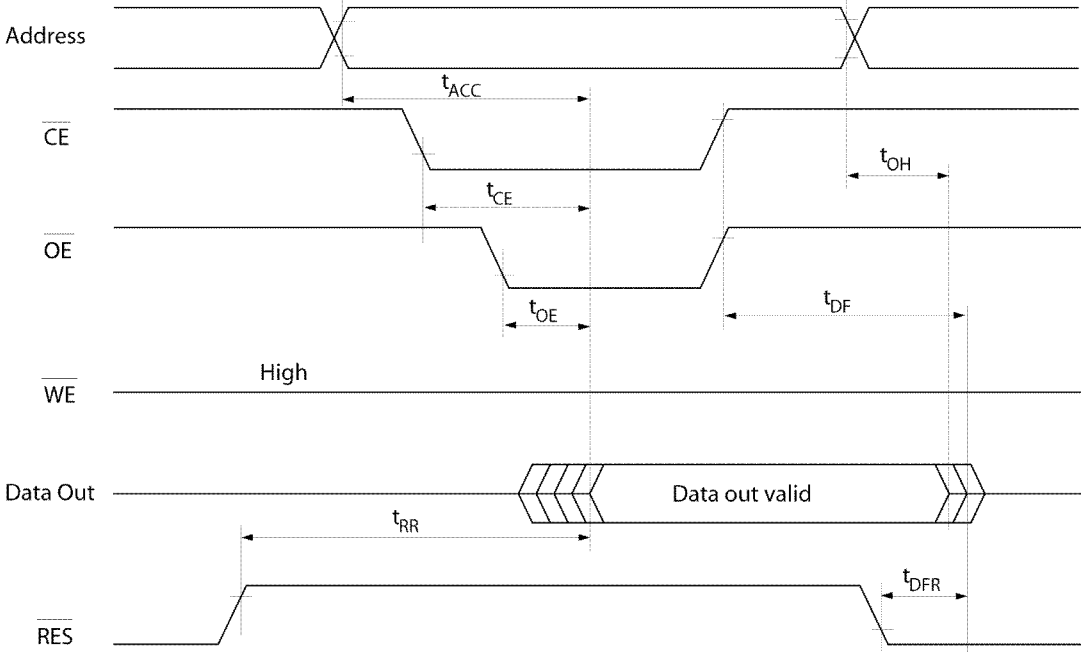 Address
tACC
CE
tOH
tCE
OE
tOE
tDF
High
WE
Data Out
Data out valid
tRR
tDFR
RES